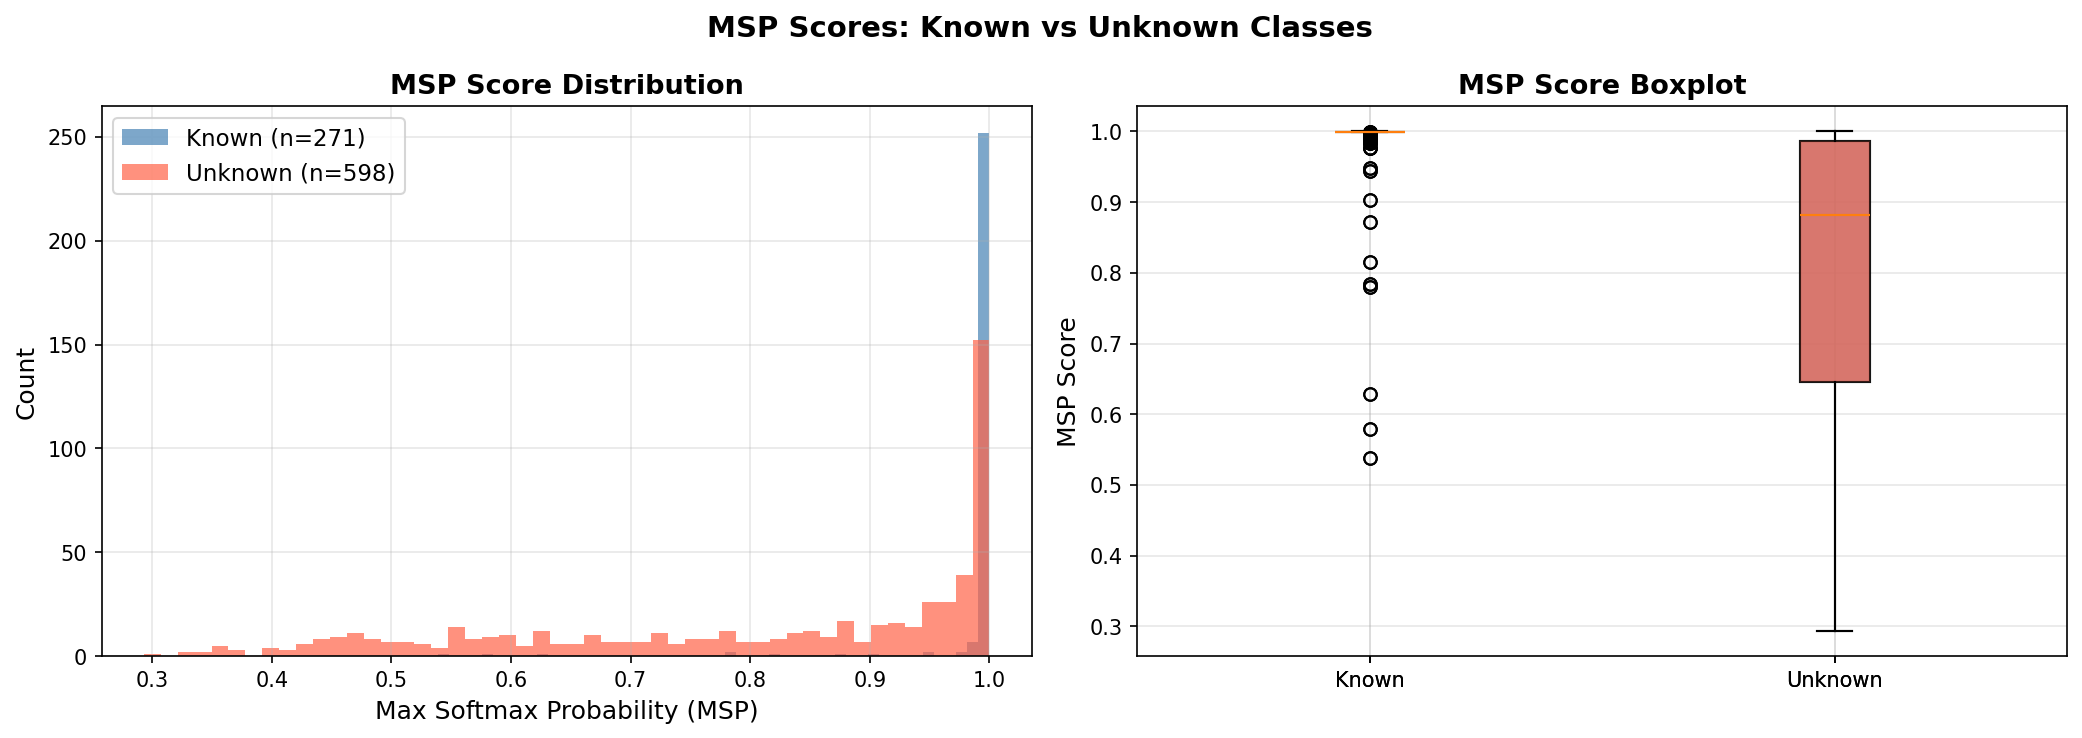 MSP Scores: Known vs Unknown Classes
MSP Score Distribution
Known (n=271)
Unknown (n=598)
Count
250
200
150
100
50
0
0.3 0.4 0.5 0.6 0.7 0.8 0.9 1.0
Max Softmax Probability (MSP)
MSP Score Boxplot
MSP Score
1.0
0.9
0.8
0.7
0.6
0.5
0.4
0.3
Known Unknown